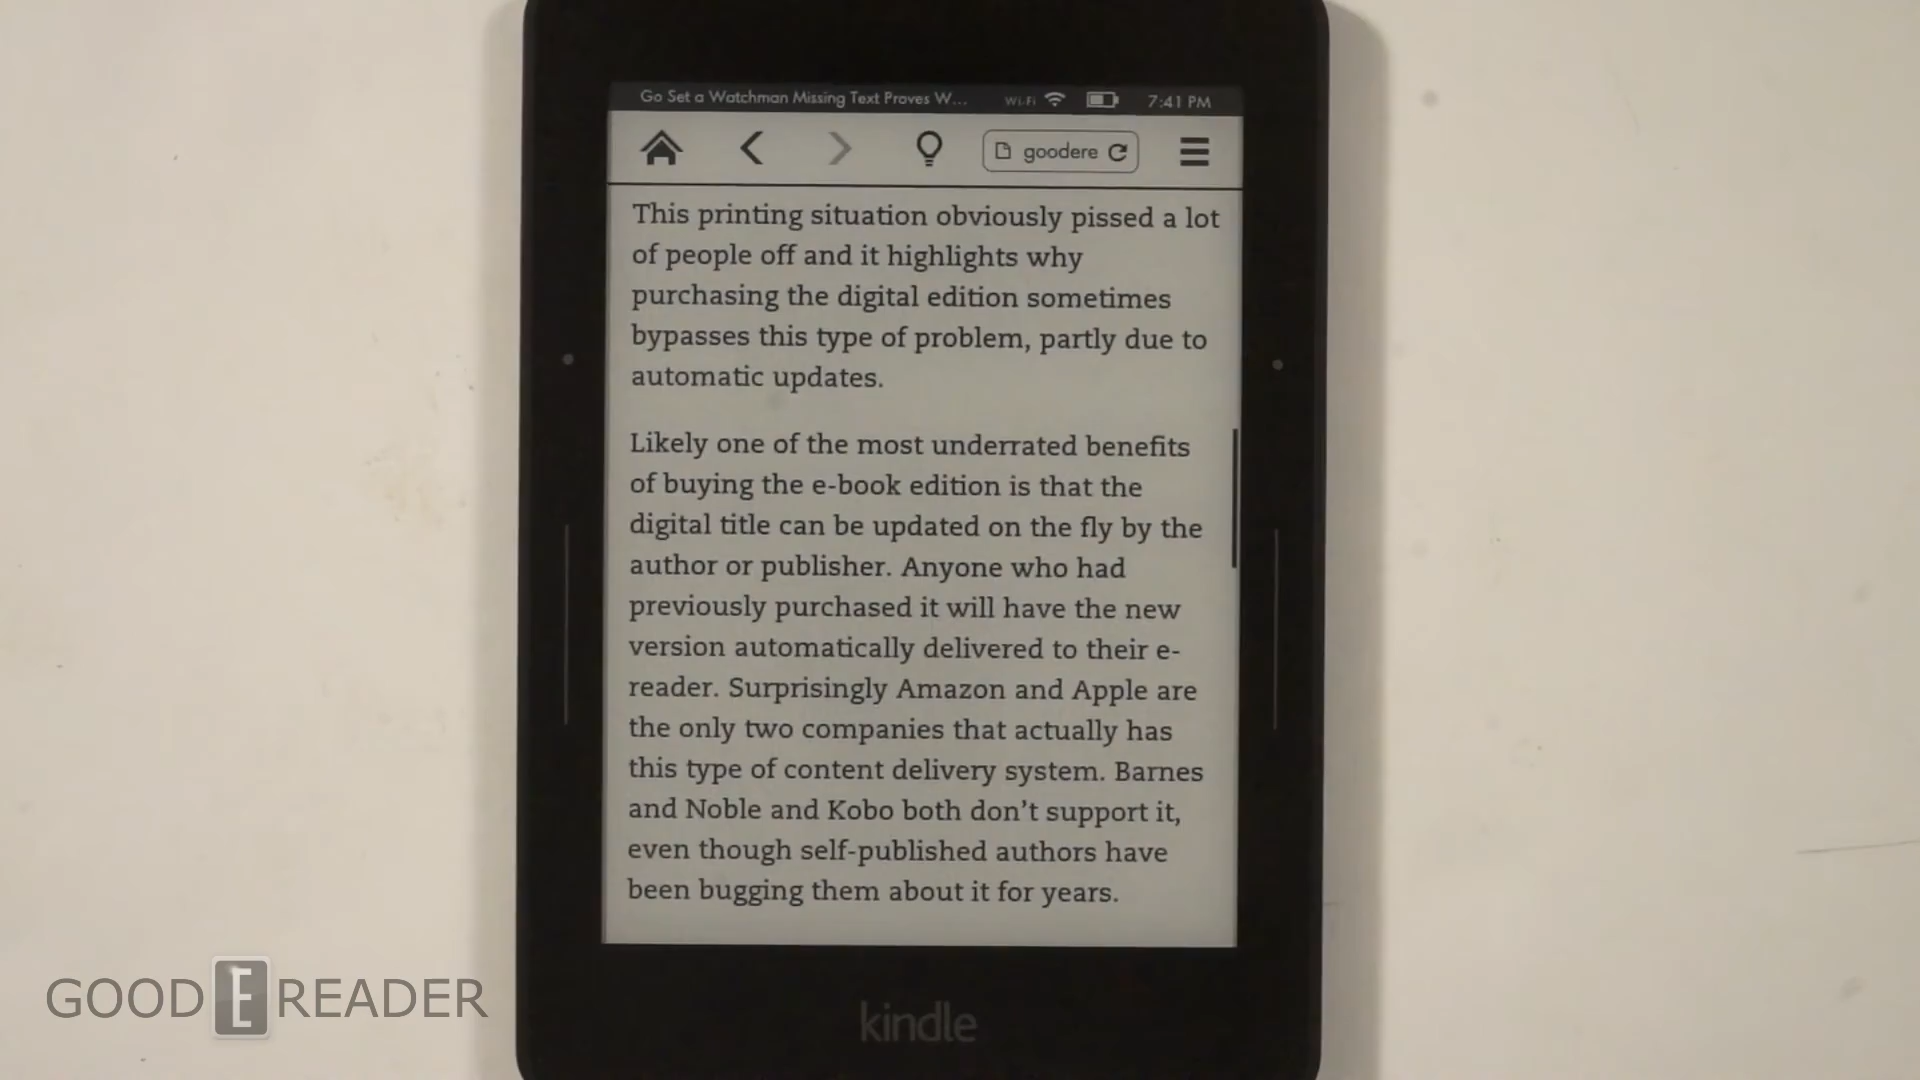 Go Set a Watchman Missing Text Proves W...
Wi-Fi
7:41 PM
goodere
This printing situation obviously pissed a lot
of people off and it highlights why
purchasing the digital edition sometimes
bypasses this type of problem, partly due to
automatic updates.
Likely one of the most underrated benefits
of buying the e-book edition is that the
digital title can be updated on the fly by the
author or publisher. Anyone who had
previously purchased it will have the new
version automatically delivered to their e-
reader. Surprisingly Amazon and Apple are
the only two companies that actually has
this type of content delivery system. Barnes
and Noble and Kobo both don't support it,
even though self-published authors have
been bugging them about it for years.
GOOD E READER
kindle